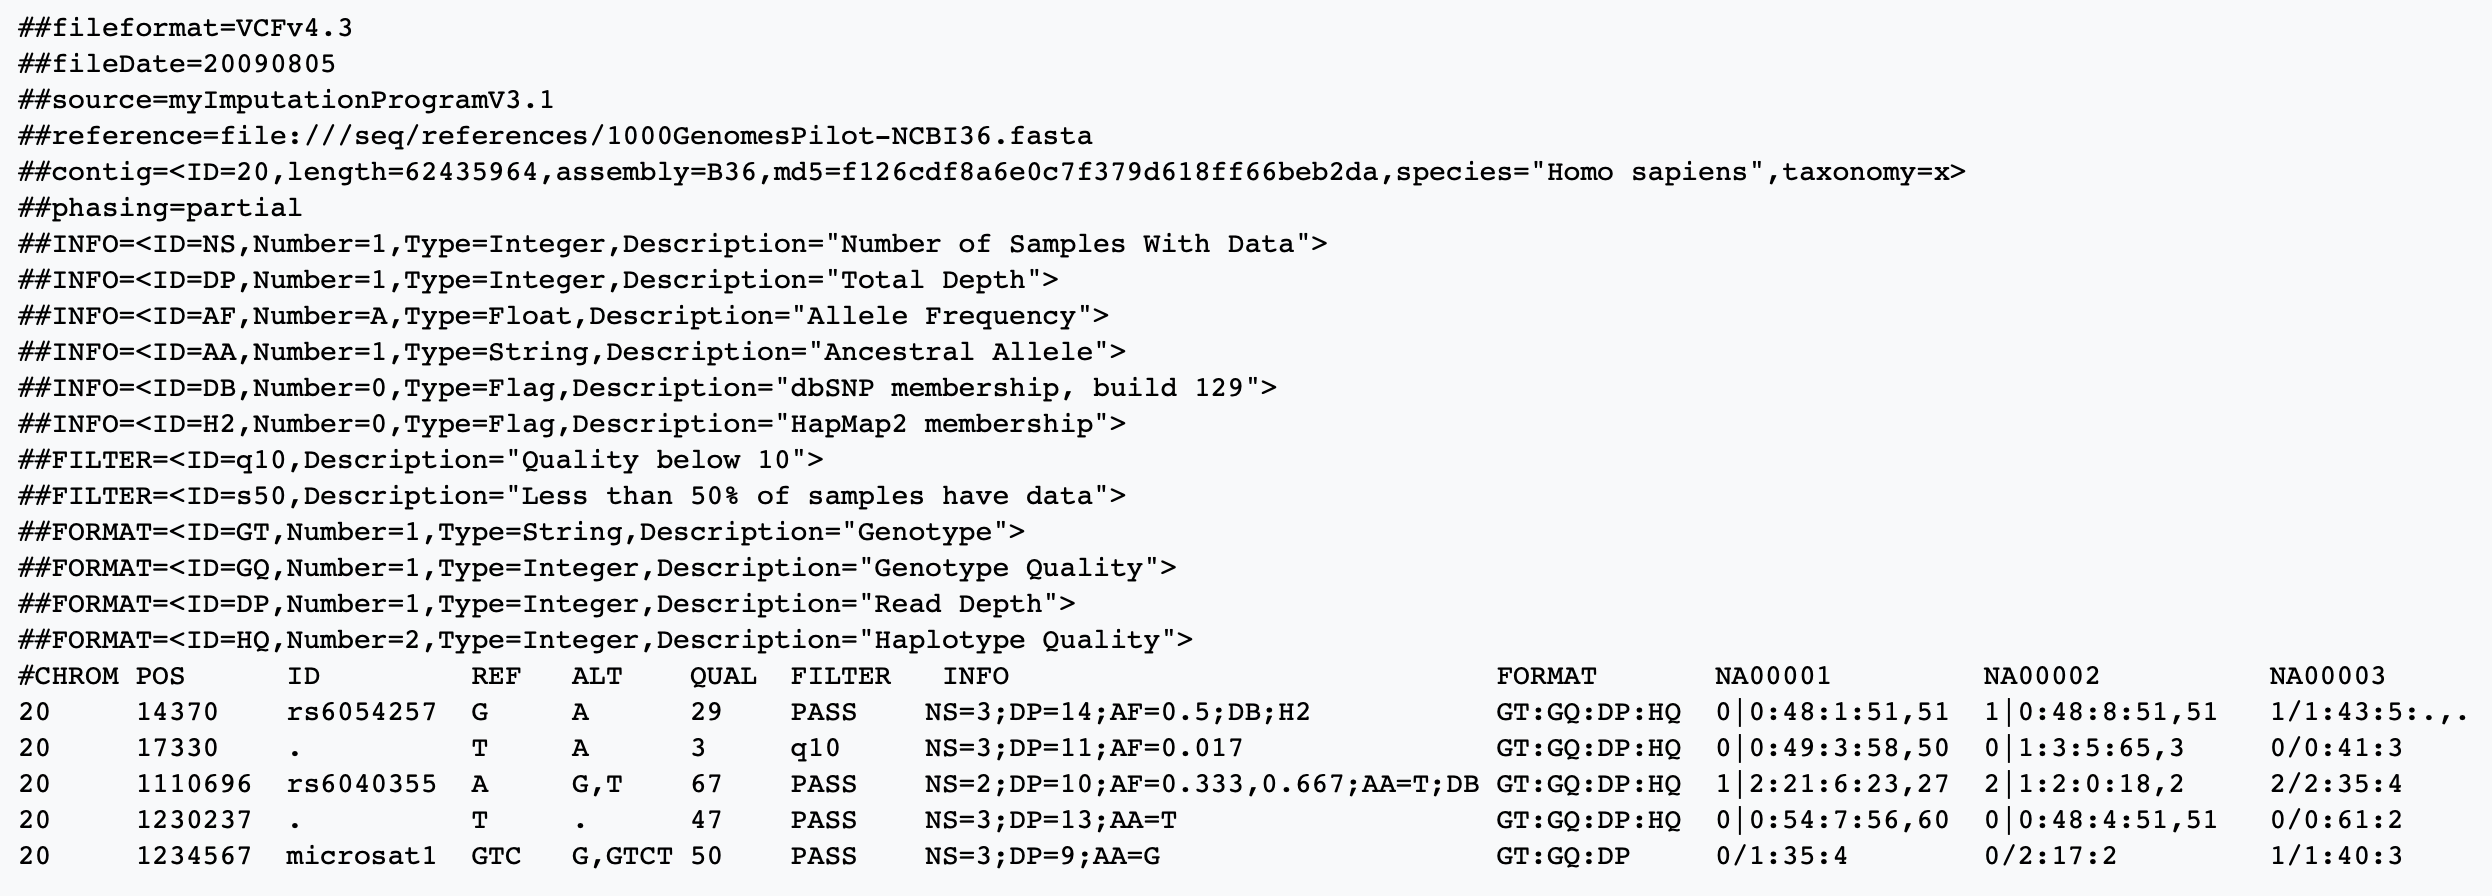 ##fileformat=VCFv4.3
##fileDate=20090805
##source=myImputationProgramV3.1
##reference=file:///seq/references/1000GenomesPilot-NCBI36.fasta
##contig=<ID=20,length=62435964,assembly=B36,md5=f126cdf8a6e0c7f379d618ff66beb2da,species="Homo sapiens",taxonomy=x>
##phasing=partial
##INFO=<ID=NS,Number=1,Type=Integer,Description="Number of Samples With Data">
##INFO=<ID=DP,Number=1,Type=Integer,Description="Total Depth">
##INFO=<ID=AF,Number=A,Type=Float,Description="Allele Frequency">
##INFO=<ID=AA,Number=1,Type=String,Description="Ancestral Allele">
##INFO=<ID=DB,Number=0,Type=Flag,Description="dbSNP membership, build 129">
##INFO=<ID=H2,Number=0,Type=Flag,Description="HapMap2 membership">
##FILTER=<ID=q10,Description="Quality below 10">
##FILTER=<ID=s50,Description="Less than 50% of samples have data">
##FORMAT=<ID=GT,Number=1,Type=String,Description="Genotype">
##FORMAT=<ID=GQ,Number=1,Type=Integer,Description="Genotype Quality">
##FORMAT=<ID=DP,Number=1,Type=Integer,Description="Read Depth">
##FORMAT=<ID=HQ,Number=2,Type=Integer,Description="Haplotype Quality">
#CHROM POS      ID         REF   ALT    QUAL  FILTER   INFO                             FORMAT       NA00001         NA00002          NA00003
20     14370    rs6054257  G     A      29    PASS    NS=3;DP=14;AF=0.5;DB;H2           GT:GQ:DP:HQ  0|0:48:1:51,51  1|0:48:8:51,51   1/1:43:5:.,.
20     17330    .          T     A      3     q10     NS=3;DP=11;AF=0.017               GT:GQ:DP:HQ  0|0:49:3:58,50  0|1:3:5:65,3     0/0:41:3
20     1110696  rs6040355  A     G,T    67    PASS    NS=2;DP=10;AF=0.333,0.667;AA=T;DB GT:GQ:DP:HQ  1|2:21:6:23,27  2|1:2:0:18,2     2/2:35:4
20     1230237  .          T     .      47    PASS    NS=3;DP=13;AA=T                   GT:GQ:DP:HQ  0|0:54:7:56,60  0|0:48:4:51,51   0/0:61:2
20     1234567  microsat1  GTC   G,GTCT 50    PASS    NS=3;DP=9;AA=G                    GT:GQ:DP     0/1:35:4        0/2:17:2         1/1:40:3